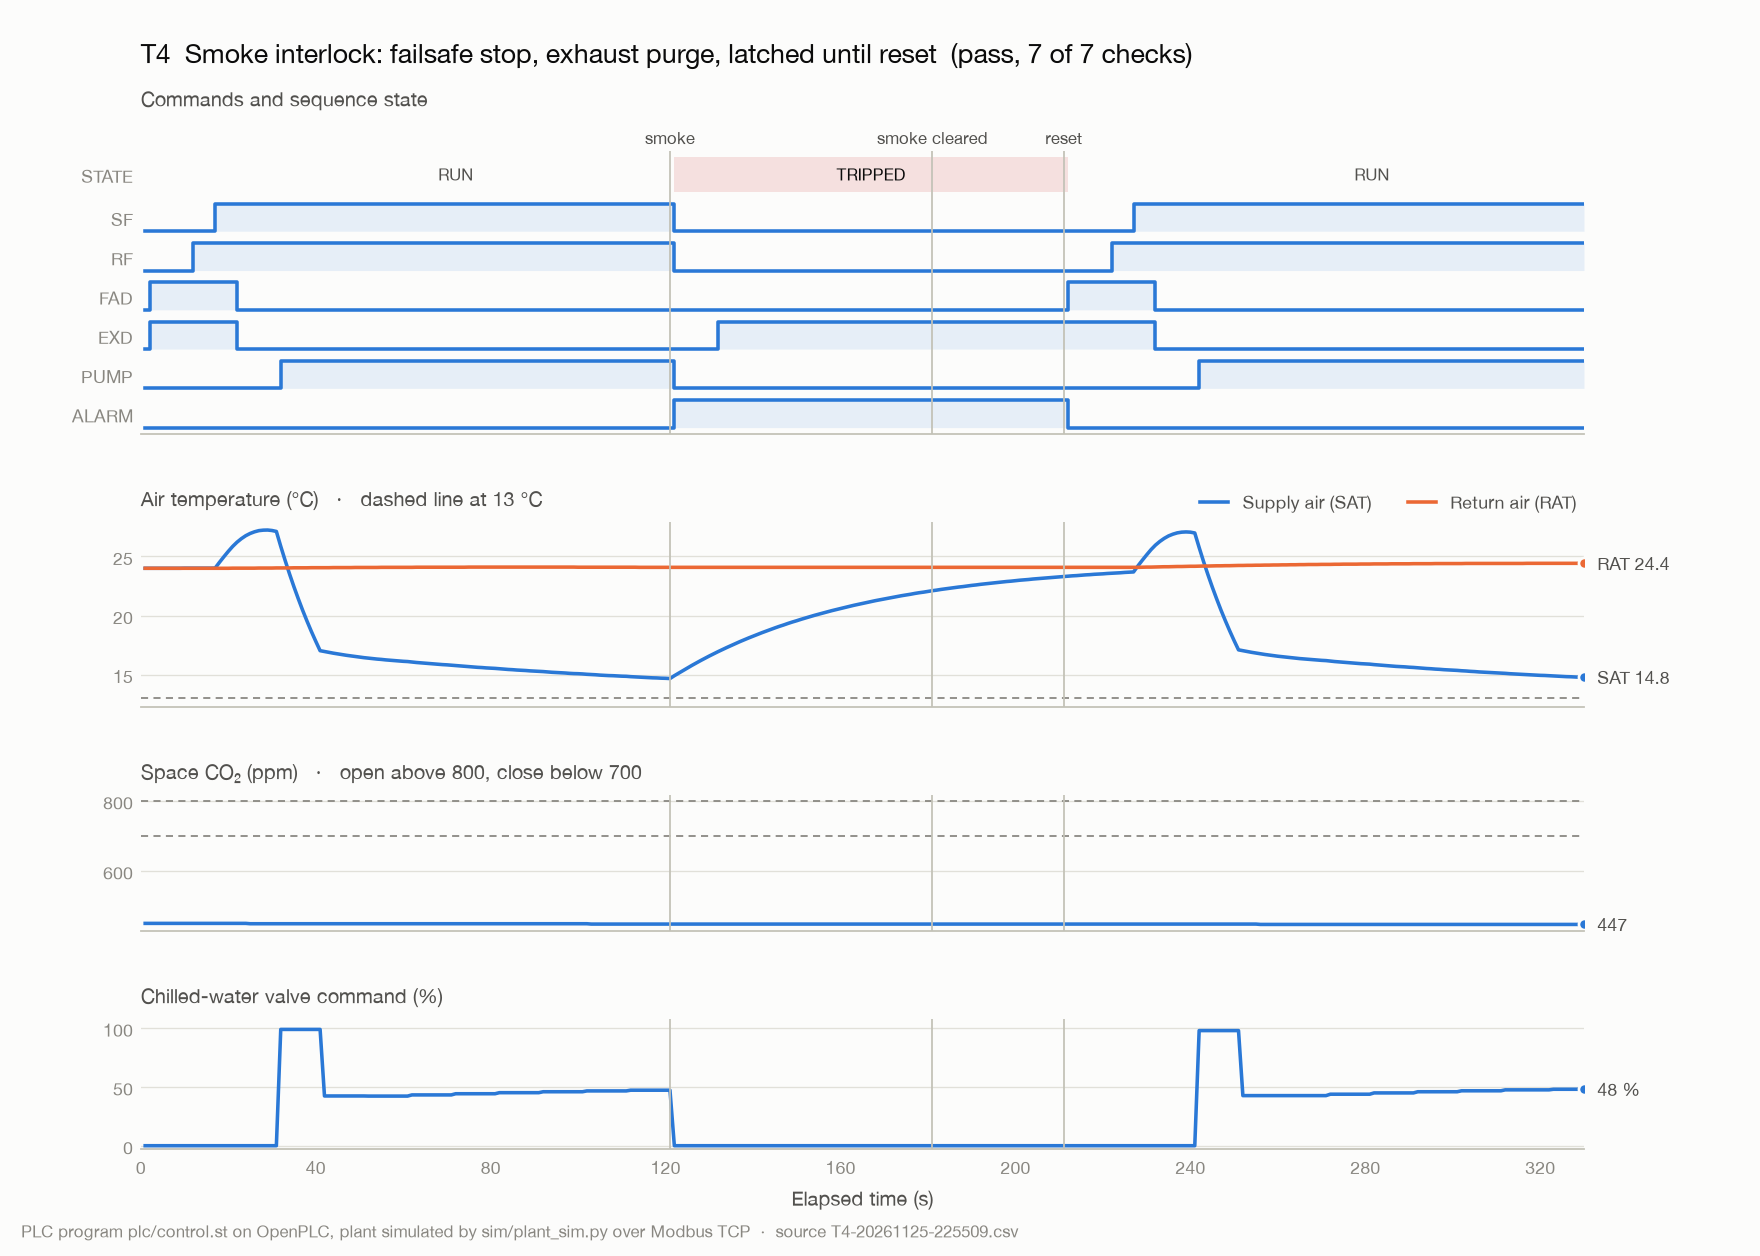 T4  Smoke interlock: failsafe stop, exhaust purge, latched until reset  (pass, 7 of 7 checks)
Commands and sequence state
smoke smoke cleared reset
STATE RUN TRIPPED RUN
SF
RF
FAD
EXD
PUMP
ALARM
Air temperature (°C)  ·  dashed line at 13 °C Supply air (SAT) Return air (RAT)
25 RAT 24.4
20
15 SAT 14.8
Space CO₂ (ppm)  ·  open above 800, close below 700
800
600
447
Chilled-water valve command (%)
100
50 48 %
0
0 40 80 120 160 200 240 280 320
Elapsed time (s)
PLC program plc/control.st on OpenPLC, plant simulated by sim/plant_sim.py over Modbus TCP  ·  source T4-20261125-225509.csv